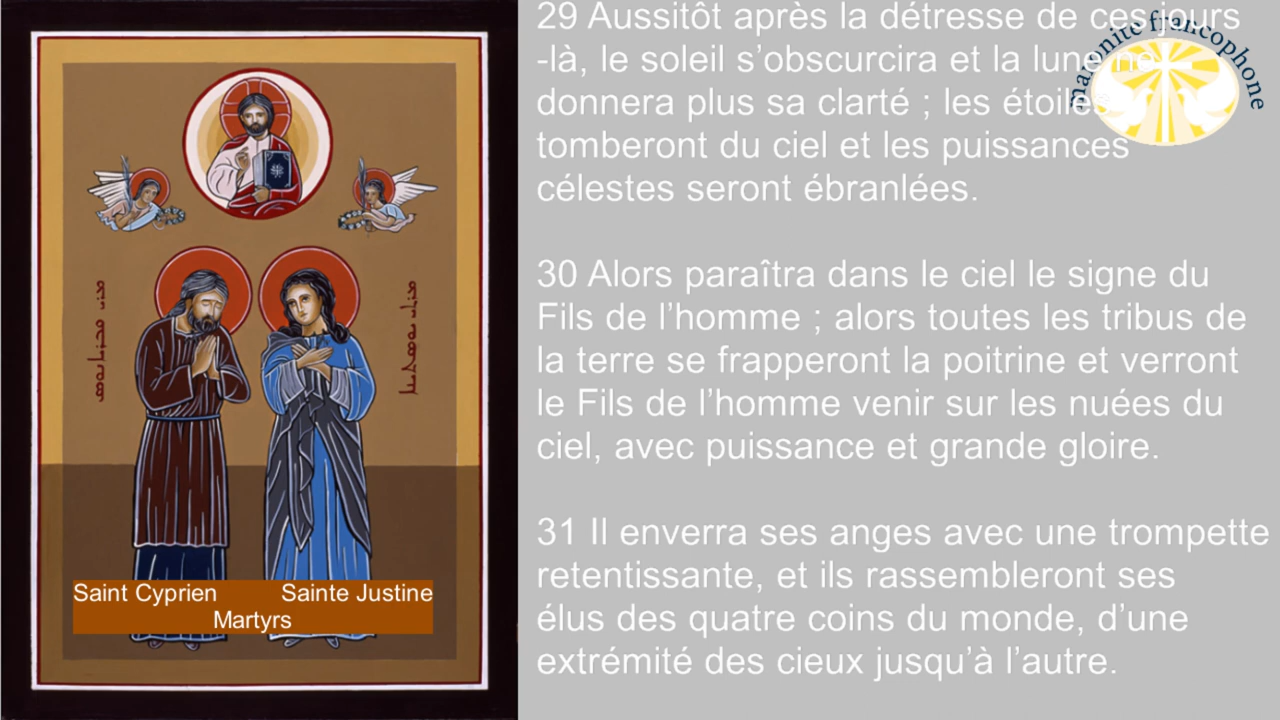 29 Aussitôt après la détresse de ces jours
-là, le soleil s’obscurcira et la lune ne
donnera plus sa clarté ; les étoiles
tomberont du ciel et les puissances
célestes seront ébranlées.
30 Alors paraîtra dans le ciel le signe du
Fils de l’homme ; alors toutes les tribus de
la terre se frapperont la poitrine et verront
le Fils de l’homme venir sur les nuées du
ciel, avec puissance et grande gloire.
31 Il enverra ses anges avec une trompette
retentissante, et ils rassembleront ses
élus des quatre coins du monde, d’une
extrémité des cieux jusqu’à l’autre.
francophone
Saint Cyprien Sainte Justine
Martyrs